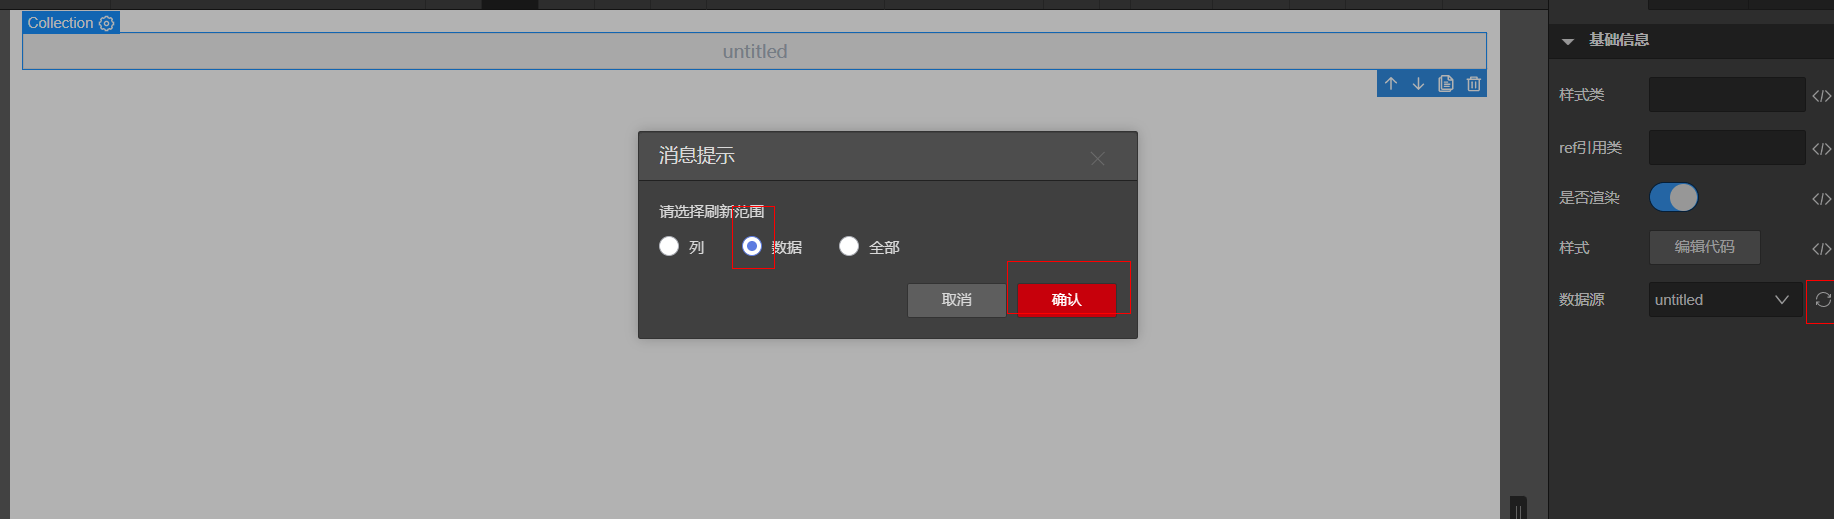 Collection
untitled
消息提示
请选择刷新范围
列 数据 全部
取消 确认
基础信息
样式类 </>
ref引用类 </>
是否渲染 </>
样式 编辑代码 </>
数据源 untitled